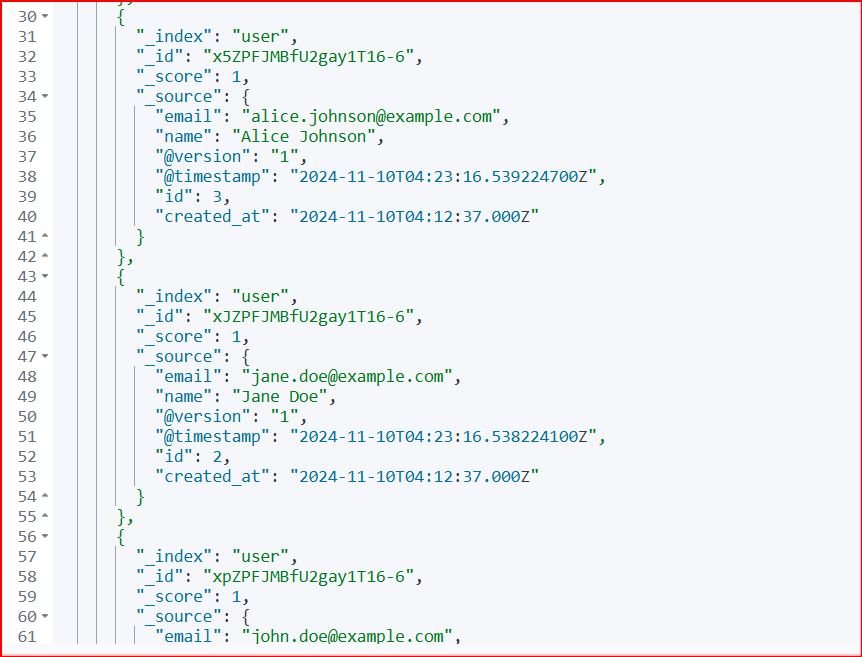 30 {
31 "_index": "user",
32 "_id": "x5ZPFJMBfU2gay1T16-6",
33 "_score": 1,
34 "_source": {
35 "email": "alice.johnson@example.com",
36 "name": "Alice Johnson",
37 "@version": "1",
38 "@timestamp": "2024-11-10T04:23:16.539224700Z",
39 "id": 3,
40 "created_at": "2024-11-10T04:12:37.000Z"
41 }
42 },
43 {
44 "_index": "user",
45 "_id": "xJZPFJMBfU2gay1T16-6",
46 "_score": 1,
47 "_source": {
48 "email": "jane.doe@example.com",
49 "name": "Jane Doe",
50 "@version": "1",
51 "@timestamp": "2024-11-10T04:23:16.538224100Z",
52 "id": 2,
53 "created_at": "2024-11-10T04:12:37.000Z"
54 }
55 },
56 {
57 "_index": "user",
58 "_id": "xpZPFJMBfU2gay1T16-6",
59 "_score": 1,
60 "_source": {
61 "email": "john.doe@example.com",